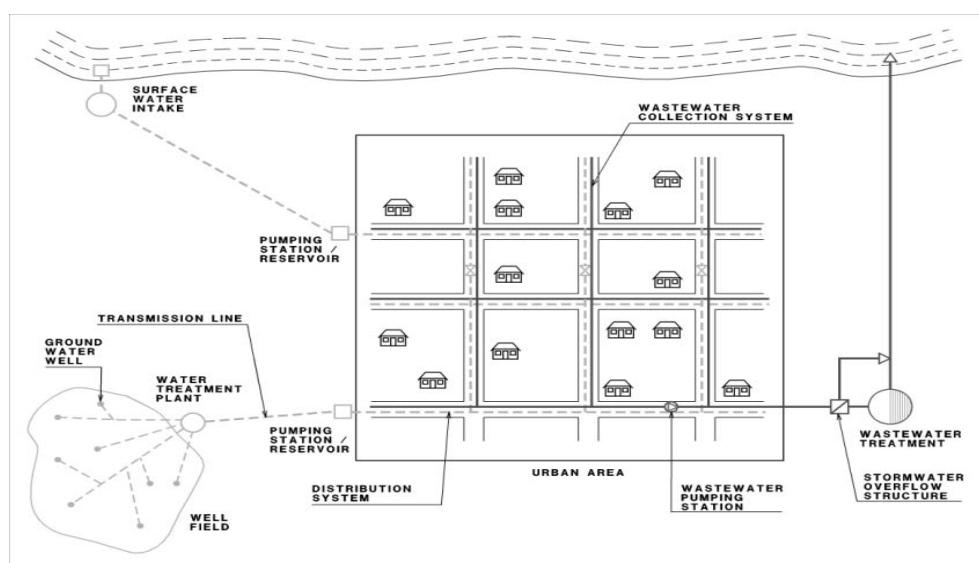 SURFACE
WATER
INTAKE
WASTEWATER
COLLECTION SYSTEM
PUMPING
STATION /
RESERVOIR
TRANSMISSION LINE
GROUND
WATER
WELL
WATER
TREATMENT
PLANT
PUMPING
STATION /
RESERVOIR
WASTEWATER
TREATMENT
URBAN AREA
STORMWATER
OVERFLOW
STRUCTURE
DISTRIBUTION
SYSTEM
WASTEWATER
PUMPING
STATION
WELL
FIELD